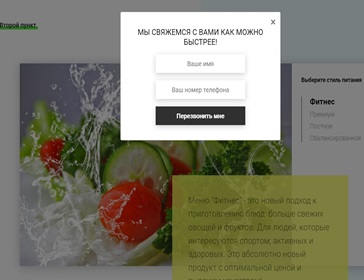 Второй пункт.
×
МЫ СВЯЖЕМСЯ С ВАМИ КАК МОЖНО
БЫСТРЕЕ!
Ваше имя
Ваш номер телефона
Перезвонить мне
Выберите стиль питания
Фитнес
Премиум
Постное
Сбалансированное
Меню "Фитнес" - это новый подход к
приготовлению блюд: больше свежих
овощей и фруктов. Для людей, которые
интересуются спортом, активных и
здоровых. Это абсолютно новый
продукт с оптимальной ценой и